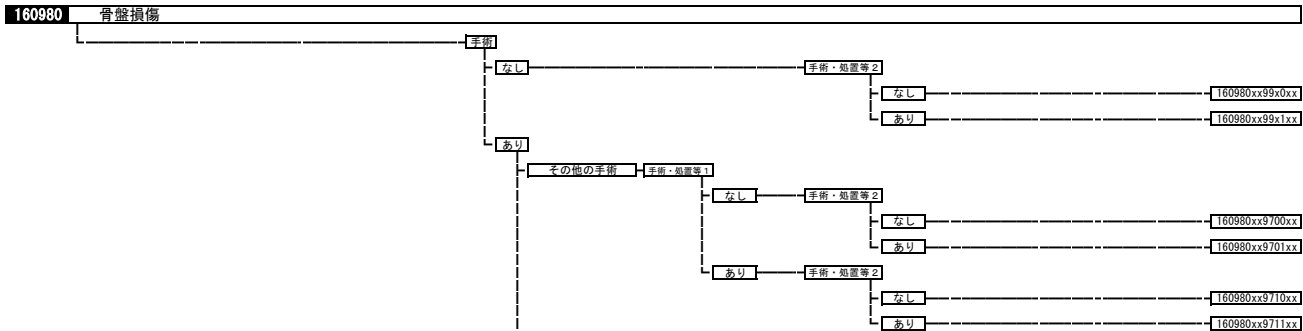 160980 骨盤損傷
手術
なし 手術・処置等２
なし 160980xx99x0xx
あり 160980xx99x1xx
あり
その他の手術 手術・処置等１
なし 手術・処置等２
なし 160980xx9700xx
あり 160980xx9701xx
あり 手術・処置等２
なし 160980xx9710xx
あり 160980xx9711xx